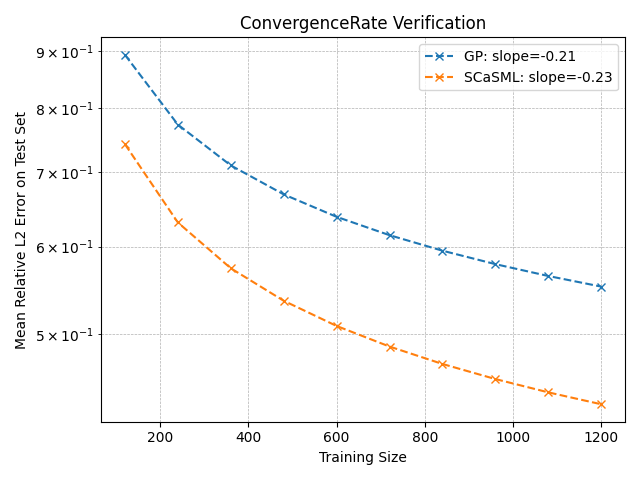 ConvergenceRate Verification
GP: slope=-0.21
SCaSML: slope=-0.23
Mean Relative L2 Error on Test Set
9 × 10⁻¹
8 × 10⁻¹
7 × 10⁻¹
6 × 10⁻¹
5 × 10⁻¹
200 400 600 800 1000 1200
Training Size